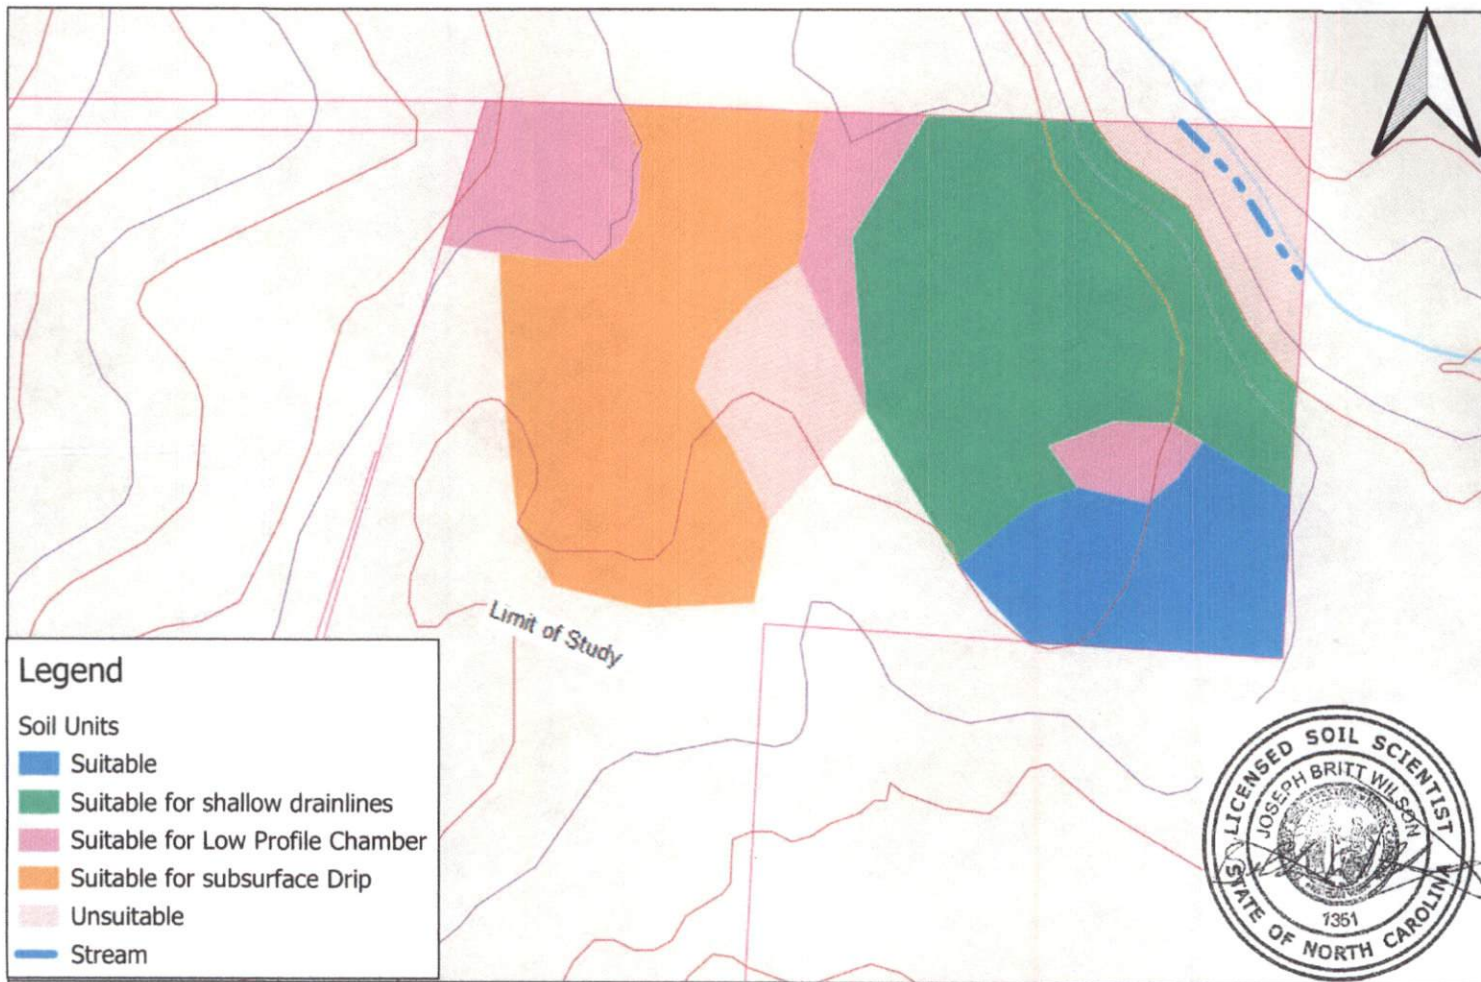 Limit of Study
Legend
Soil Units
Suitable
Suitable for shallow drainlines
Suitable for Low Profile Chamber
Suitable for subsurface Drip
Unsuitable
Stream
LICENSED SOIL SCIENTIST
JOSEPH BRITT WILSON
1351
STATE OF NORTH CAROLINA